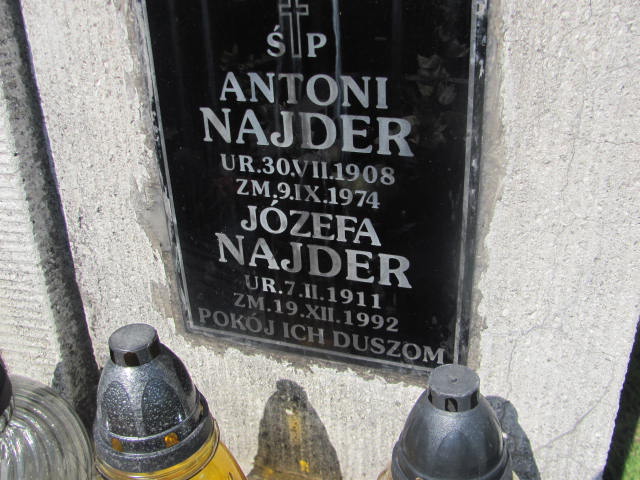 Ś P
ANTONI
NAJDER
UR.30.VII.1908
ZM.9.IX.1974
JÓZEFA
NAJDER
UR.7.II.1911
ZM.19.XII.1992
POKÓJ ICH DUSZOM